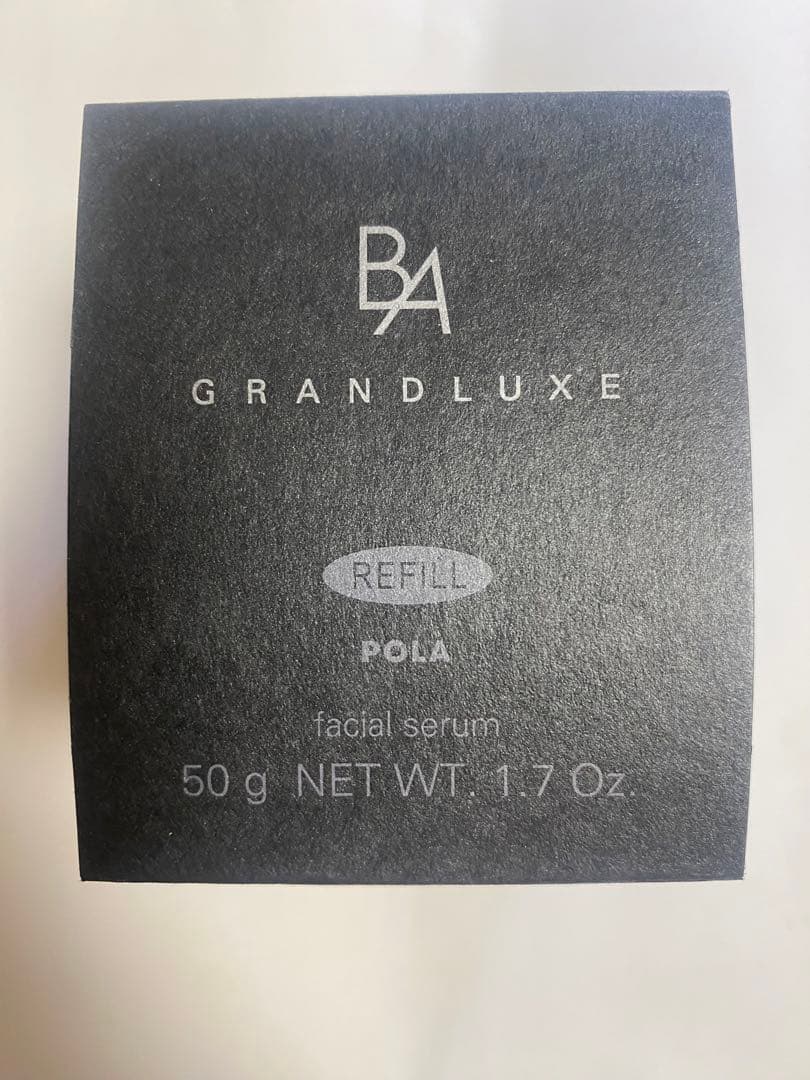 BA
GRANDLUXE
REFILL
POLA
facial serum
50 g NET WT. 1.7 Oz.